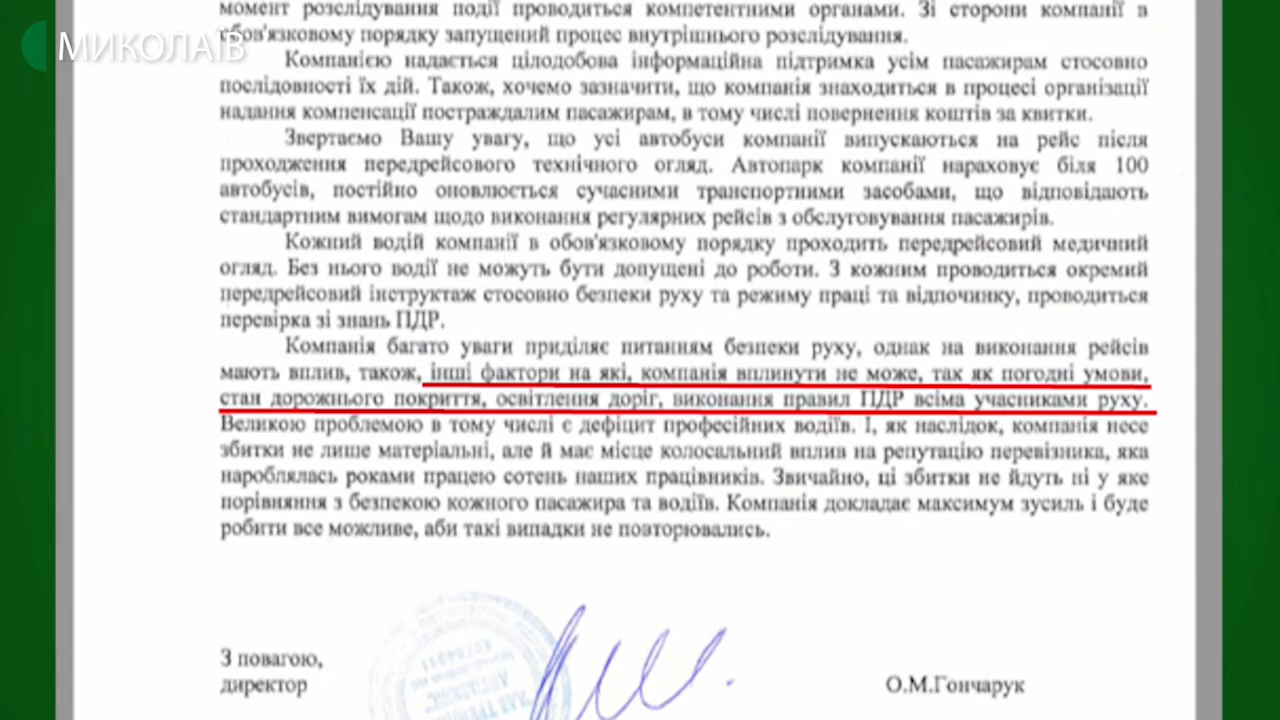 МИКОЛАЇВ
момент розслідування події проводиться компетентними органами. Зі сторони компанії в
обов'язковому порядку запущений процес внутрішнього розслідування.
Компанією надається цілодобова інформаційна підтримка усім пасажирам стосовно
послідовності їх дій. Також, хочемо зазначити, що компанія знаходиться в процесі організації
надання компенсації постраждалим пасажирам, в тому числі повернення коштів за квитки.
Звертаємо Вашу увагу, що усі автобуси компанії випускаються на рейс після
проходження передрейсового технічного огляд. Автопарк компанії нараховує біля 100
автобусів, постійно оновлюється сучасними транспортними засобами, що відповідають
стандартним вимогам щодо виконання регулярних рейсів з обслуговування пасажирів.
Кожний водій компанії в обов'язковому порядку проходить передрейсовий медичний
огляд. Без нього водії не можуть бути допущені до роботи. З кожним проводиться окремий
передрейсовий інструктаж стосовно безпеки руху та режиму праці та відпочинку, проводиться
перевірка зі знань ПДР.
Компанія багато уваги приділяє питанням безпеки руху, однак на виконання рейсів
мають вплив, також, інші фактори на які, компанія вплинути не може, так як погодні умови,
стан дорожнього покриття, освітлення доріг, виконання правил ПДР всіма учасниками руху.
Великою проблемою в тому числі є дефіцит професійних водіїв. І, як наслідок, компанія несе
збитки не лише матеріальні, але й має місце колосальний вплив на репутацію перевізника, яка
нароблялась роками працею сотень наших працівників. Звичайно, ці збитки не йдуть ні у яке
порівняння з безпекою кожного пасажира та водіїв. Компанія докладає максимум зусиль і буде
робити все можливе, аби такі випадки не повторювались.
З повагою,
директор
О.М.Гончарук